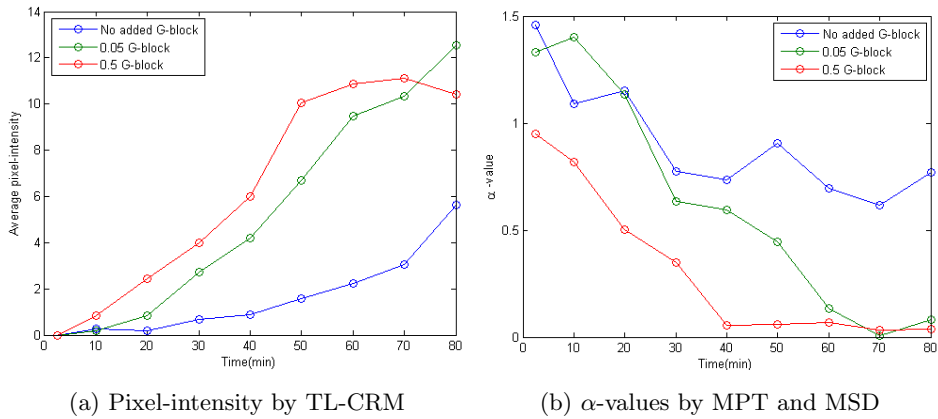 14
12
10
8
6
4
2
0
Average pixel-intensity
No added G-block
0.05 G-block
0.5 G-block
0 10 20 30 40 50 60 70 80
Time(min)
(a) Pixel-intensity by TL-CRM
1.5
1
0.5
0
α -value
No added G-block
0.05 G-block
0.5 G-block
0 10 20 30 40 50 60 70 80
Time(min)
(b) α-values by MPT and MSD